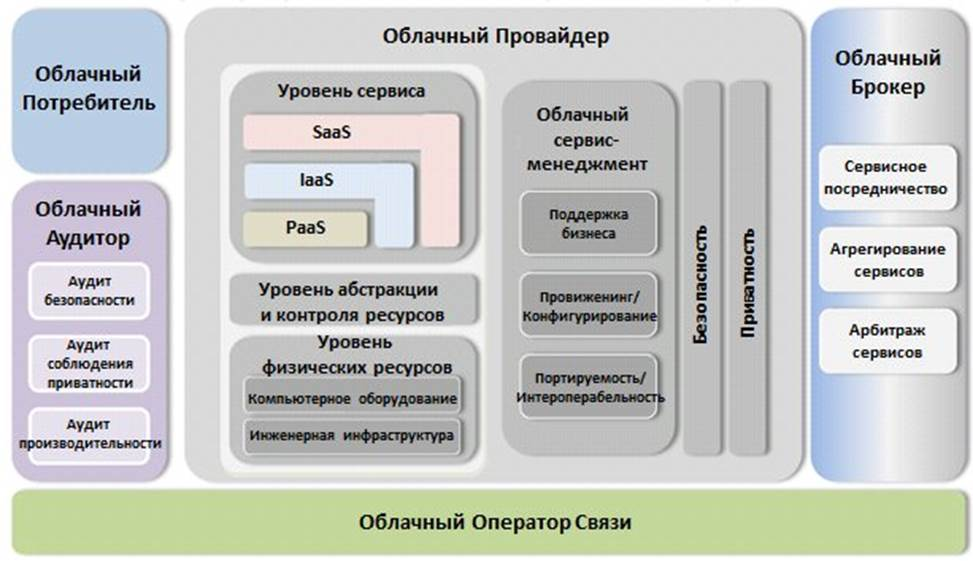 Облачный
Потребитель
Облачный
Аудитор
Аудит
безопасности
Аудит
соблюдения
приватности
Аудит
производительности
Облачный Провайдер
Уровень сервиса
SaaS
IaaS
PaaS
Уровень абстракции
и контроля ресурсов
Уровень
физических ресурсов
Компьютерное оборудование
Инженерная инфраструктура
Облачный
сервис-
менеджмент
Поддержка
бизнеса
Провиженинг/
Конфигурирование
Портируемость/
Интероперабельность
Безопасность
Приватность
Облачный
Брокер
Сервисное
посредничество
Агрегирование
сервисов
Арбитраж
сервисов
Облачный Оператор Связи